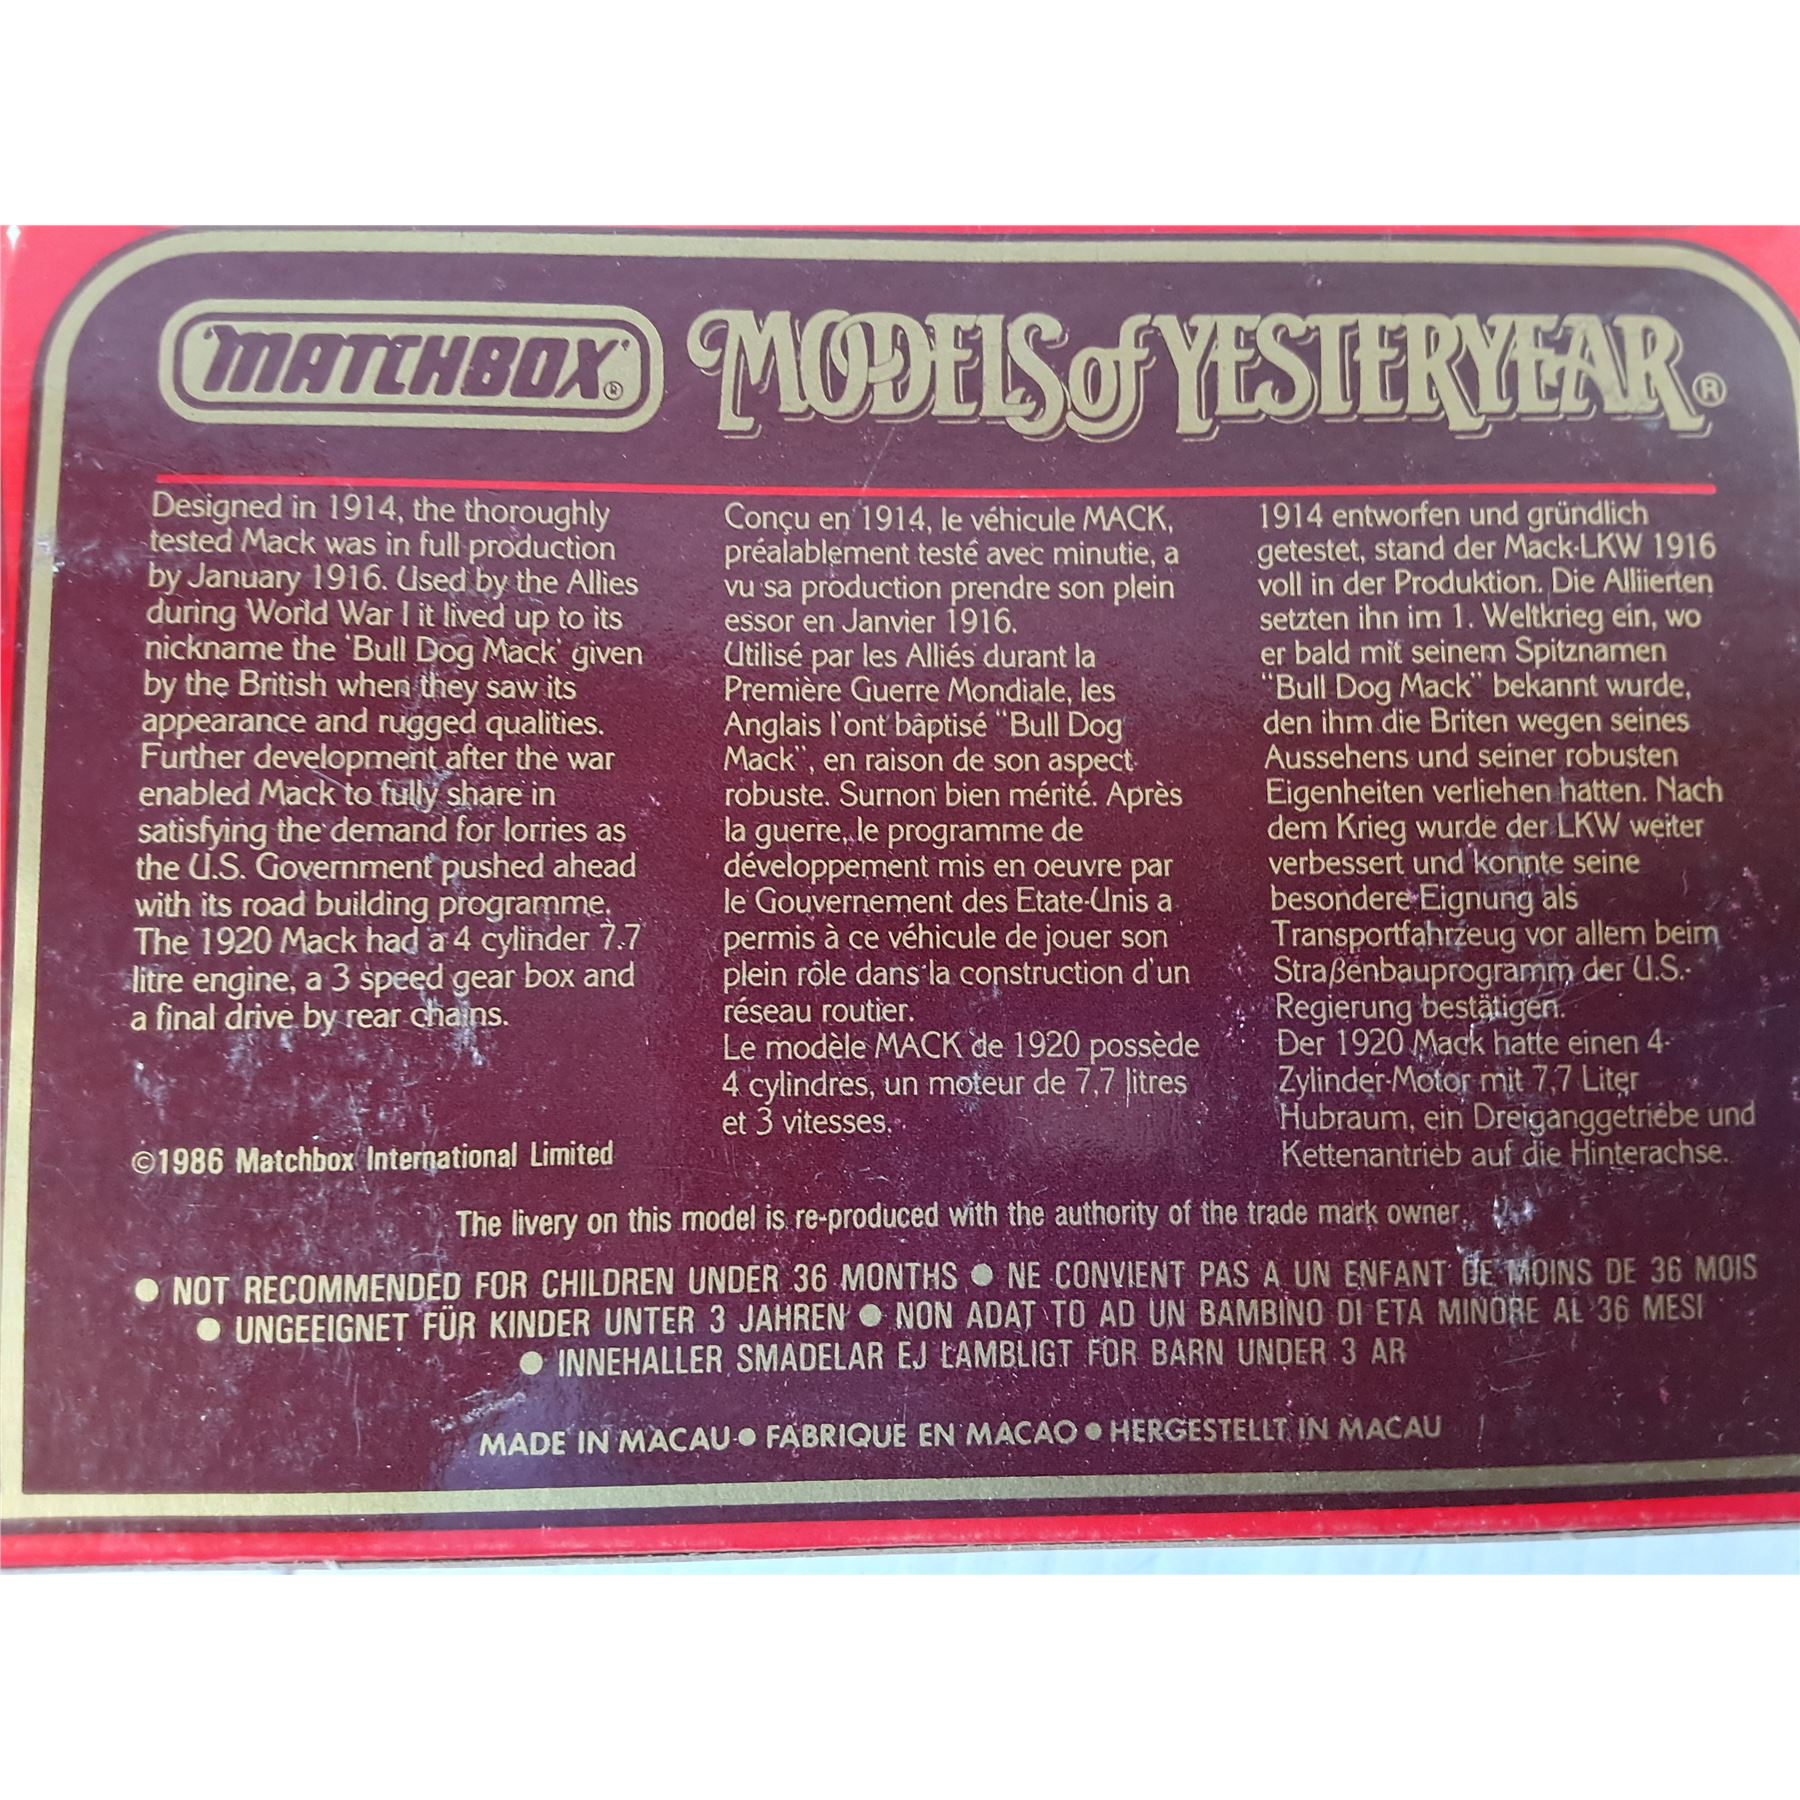 MATCHBOX® MODELS of YESTERYEAR®
Designed in 1914, the thoroughly
tested Mack was in full production
by January 1916. Used by the Allies
during World War I it lived up to its
nickname the 'Bull Dog Mack' given
by the British when they saw its
appearance and rugged qualities.
Further development after the war
enabled Mack to fully share in
satisfying the demand for lorries as
the U.S. Government pushed ahead
with its road building programme.
The 1920 Mack had a 4 cylinder 7.7
litre engine, a 3 speed gear box and
a final drive by rear chains.
©1986 Matchbox International Limited
Conçu en 1914, le véhicule MACK,
préalablement testé avec minutie, a
vu sa production prendre son plein
essor en Janvier 1916.
Utilisé par les Alliés durant la
Première Guerre Mondiale, les
Anglais l'ont bâptisé "Bull Dog
Mack", en raison de son aspect
robuste. Surnon bien mérité. Après
la guerre, le programme de
développement mis en oeuvre par
le Gouvernement des Etate-Unis a
permis à ce véhicule de jouer son
plein rôle dans la construction d'un
réseau routier.
Le modèle MACK de 1920 possède
4 cylindres, un moteur de 7,7 litres
et 3 vitesses.
1914 entworfen und gründlich
getestet, stand der Mack-LKW 1916
voll in der Produktion. Die Alliierten
setzten ihn im 1. Weltkrieg ein, wo
er bald mit seinem Spitznamen
"Bull Dog Mack" bekannt wurde,
den ihm die Briten wegen seines
Aussehens und seiner robusten
Eigenheiten verliehen hatten. Nach
dem Krieg wurde der LKW weiter
verbessert und konnte seine
besondere Eignung als
Transportfahrzeug vor allem beim
Straßenbauprogramm der U.S.-
Regierung bestätigen.
Der 1920 Mack hatte einen 4-
Zylinder-Motor mit 7,7 Liter
Hubraum, ein Dreiganggetriebe und
Kettenantrieb auf die Hinterachse.
The livery on this model is re-produced with the authority of the trade mark owner.
● NOT RECOMMENDED FOR CHILDREN UNDER 36 MONTHS ● NE CONVIENT PAS A UN ENFANT DE MOINS DE 36 MOIS
● UNGEEIGNET FÜR KINDER UNTER 3 JAHREN ● NON ADAT TO AD UN BAMBINO DI ETA MINORE AL 36 MESI
● INNEHALLER SMADELAR EJ LAMBLIGT FOR BARN UNDER 3 AR
MADE IN MACAU ● FABRIQUE EN MACAO ● HERGESTELLT IN MACAU